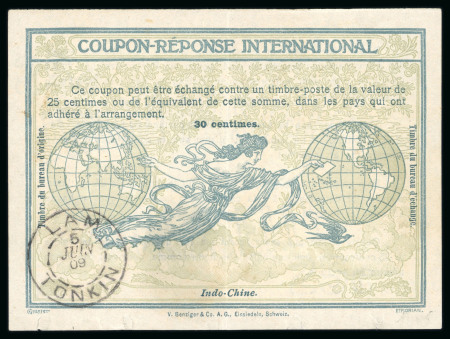 COUPON-RÉPONSE INTERNATIONAL
Ce coupon peut être échangé contre un timbre-poste de la valeur de
25 centimes ou de l'équivalent de cette somme, dans les pays qui ont
adhéré à l'arrangement.
30 centimes.
Timbre du bureau d'origine.
Timbre du bureau d'échange.
LAM
5
JUIN
09
TONKIN
Indo-Chine.
V. Benziger & Co. A. G., Einsiedeln, Schweiz.